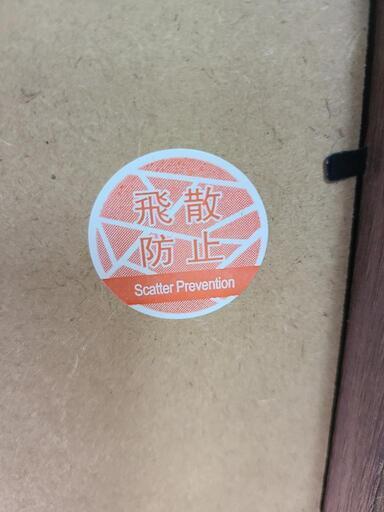 飛散
防止
Scatter Prevention